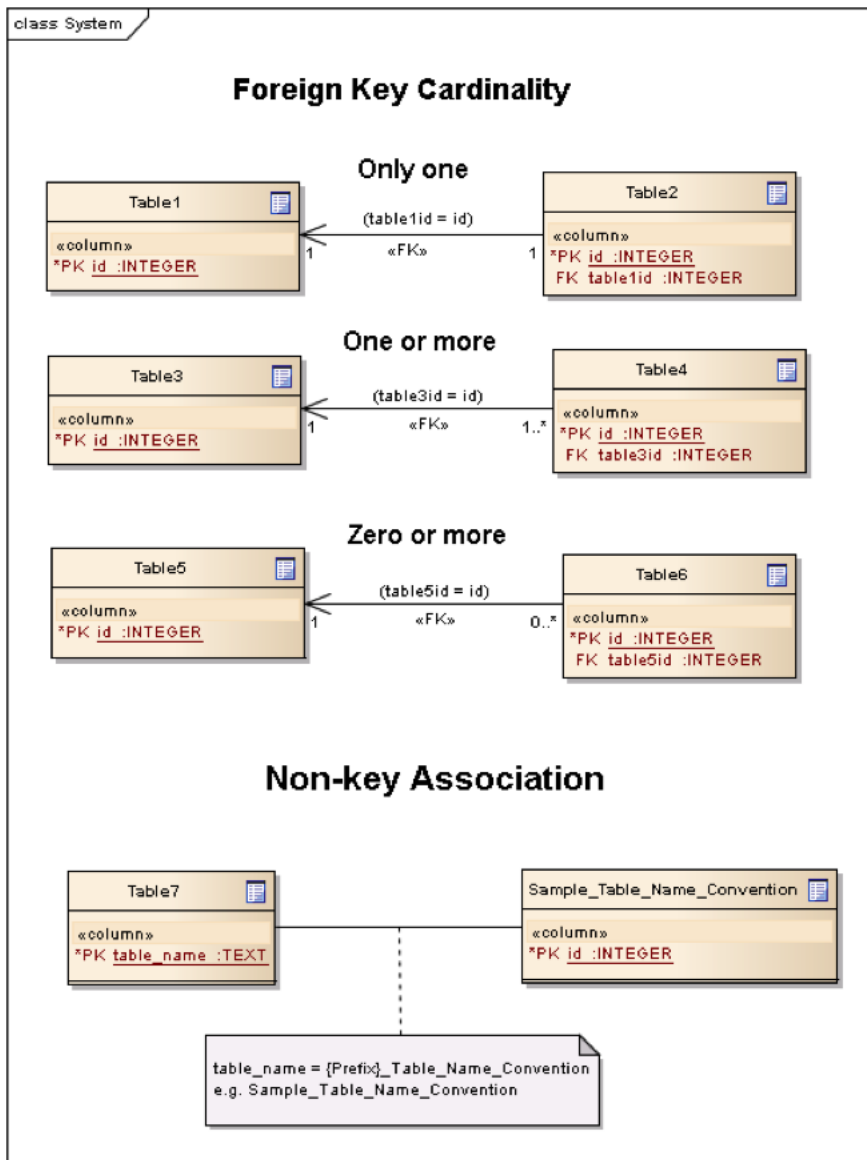 class System
Foreign Key Cardinality
Only one
Table1
«column»
*PK id :INTEGER
(table1id = id)
1 «FK» 1
Table2
«column»
*PK id :INTEGER
FK table1id :INTEGER
One or more
Table3
«column»
*PK id :INTEGER
(table3id = id)
1 «FK» 1..*
Table4
«column»
*PK id :INTEGER
FK table3id :INTEGER
Zero or more
Table5
«column»
*PK id :INTEGER
(table5id = id)
1 «FK» 0..*
Table6
«column»
*PK id :INTEGER
FK table5id :INTEGER
Non-key Association
Table7
«column»
*PK table_name :TEXT
Sample_Table_Name_Convention
«column»
*PK id :INTEGER
table_name = {Prefix}_Table_Name_Convention
e.g. Sample_Table_Name_Convention